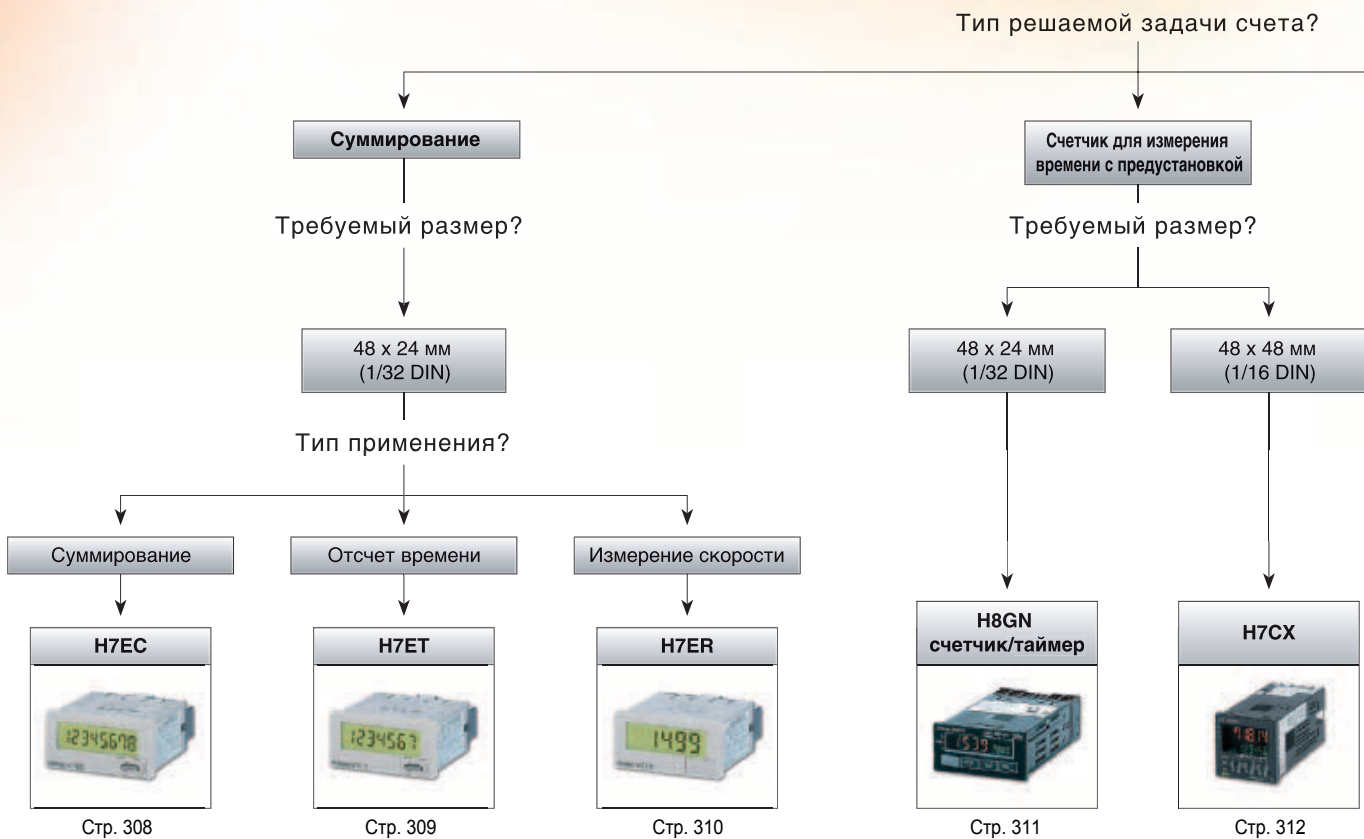 Тип решаемой задачи счета?
Суммирование
Счетчик для измерения
времени с предустановкой
Требуемый размер?
Требуемый размер?
48 x 24 мм
(1/32 DIN)
48 x 24 мм
(1/32 DIN)
48 x 48 мм
(1/16 DIN)
Тип применения?
Суммирование
Отсчет времени
Измерение скорости
H7EC
H7ET
H7ER
H8GN
счетчик/таймер
H7CX
12345678
1234567
1499
Стр. 308
Стр. 309
Стр. 310
Стр. 311
Стр. 312